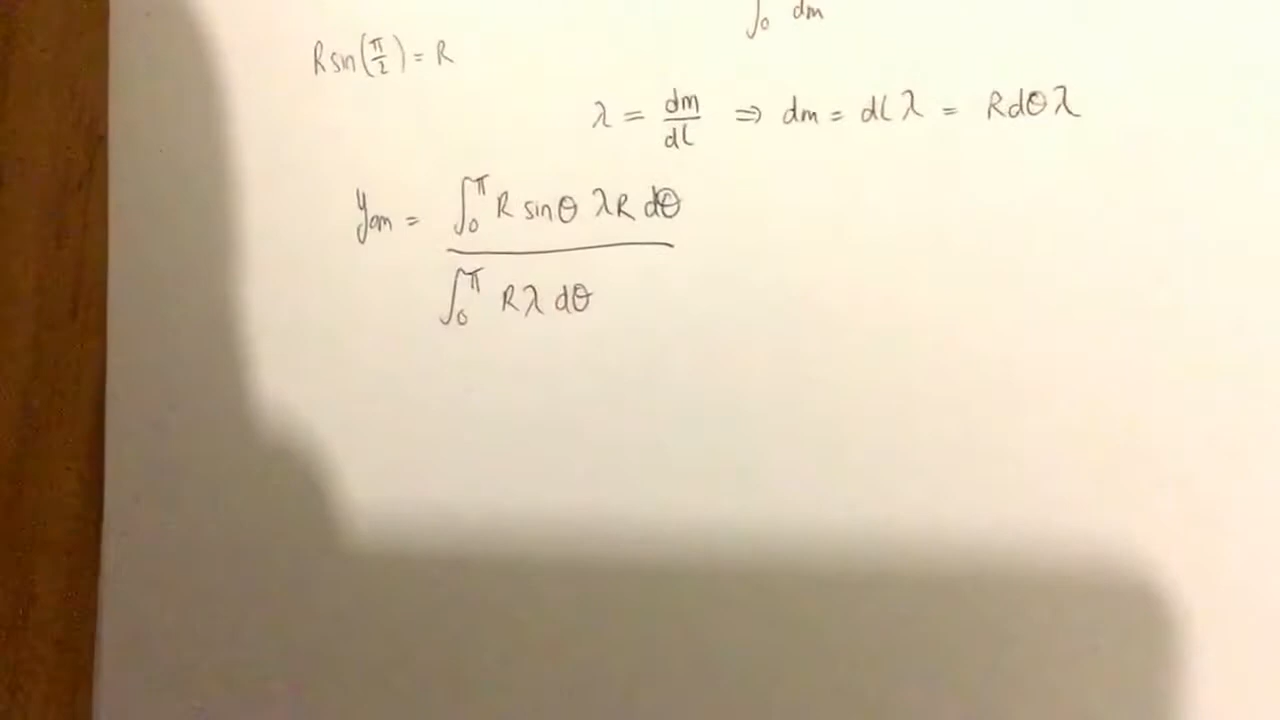 ∫₀ dm
R sin(π/2) = R
λ = dm/dl ⇒ dm = dl λ = R dθ λ
y_cm = ∫₀^π R sinθ λR dθ / ∫₀^π Rλ dθ